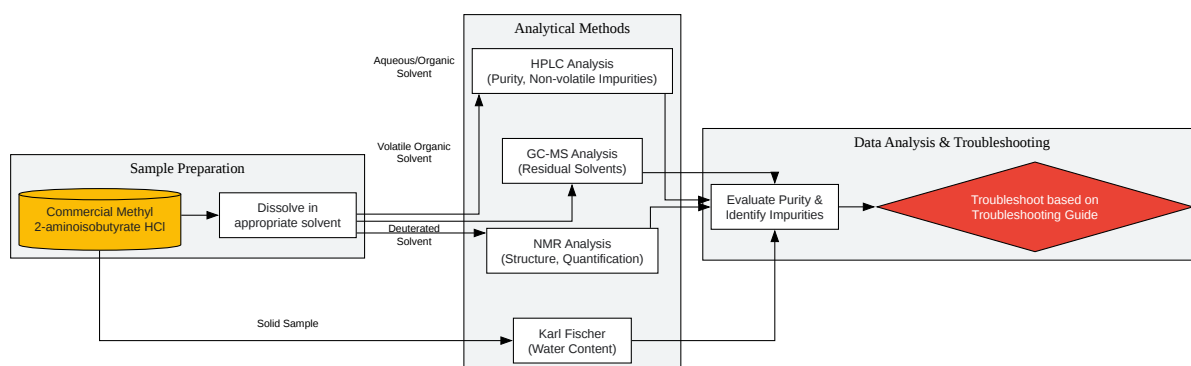 Sample Preparation
Commercial Methyl
2-aminoisobutyrate HCl
Dissolve in
appropriate solvent
Aqueous/Organic
Solvent
Volatile Organic
Solvent
Deuterated
Solvent
Solid Sample
Analytical Methods
HPLC Analysis
(Purity, Non-volatile Impurities)
GC-MS Analysis
(Residual Solvents)
NMR Analysis
(Structure, Quantification)
Karl Fischer
(Water Content)
Data Analysis & Troubleshooting
Evaluate Purity &
Identify Impurities
Troubleshoot based on
Troubleshooting Guide